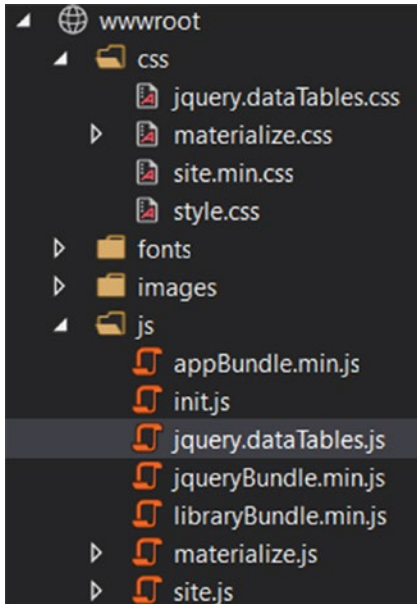 wwwroot
css
jquery.dataTables.css
materialize.css
site.min.css
style.css
fonts
images
js
appBundle.min.js
init.js
jquery.dataTables.js
jqueryBundle.min.js
libraryBundle.min.js
materialize.js
site.js